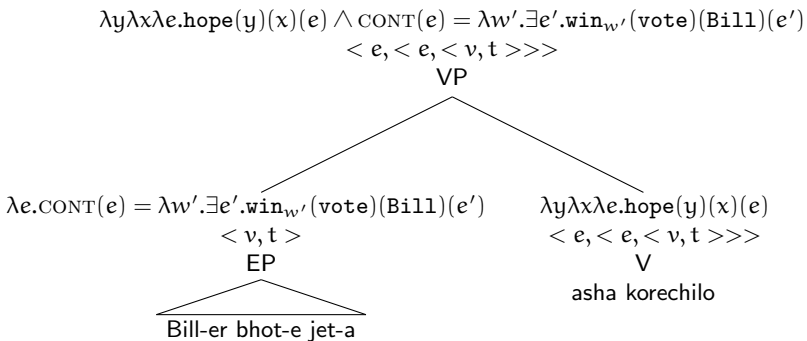 λyλxλe.hope(y)(x)(e) ∧ CONT(e) = λw′.∃e′.win_w′(vote)(Bill)(e′)
< e, < e, < v, t >>>
VP
λe.CONT(e) = λw′.∃e′.win_w′(vote)(Bill)(e′)
< v, t >
EP
Bill-er bhot-e jet-a
λyλxλe.hope(y)(x)(e)
< e, < e, < v, t >>>
V
asha korechilo